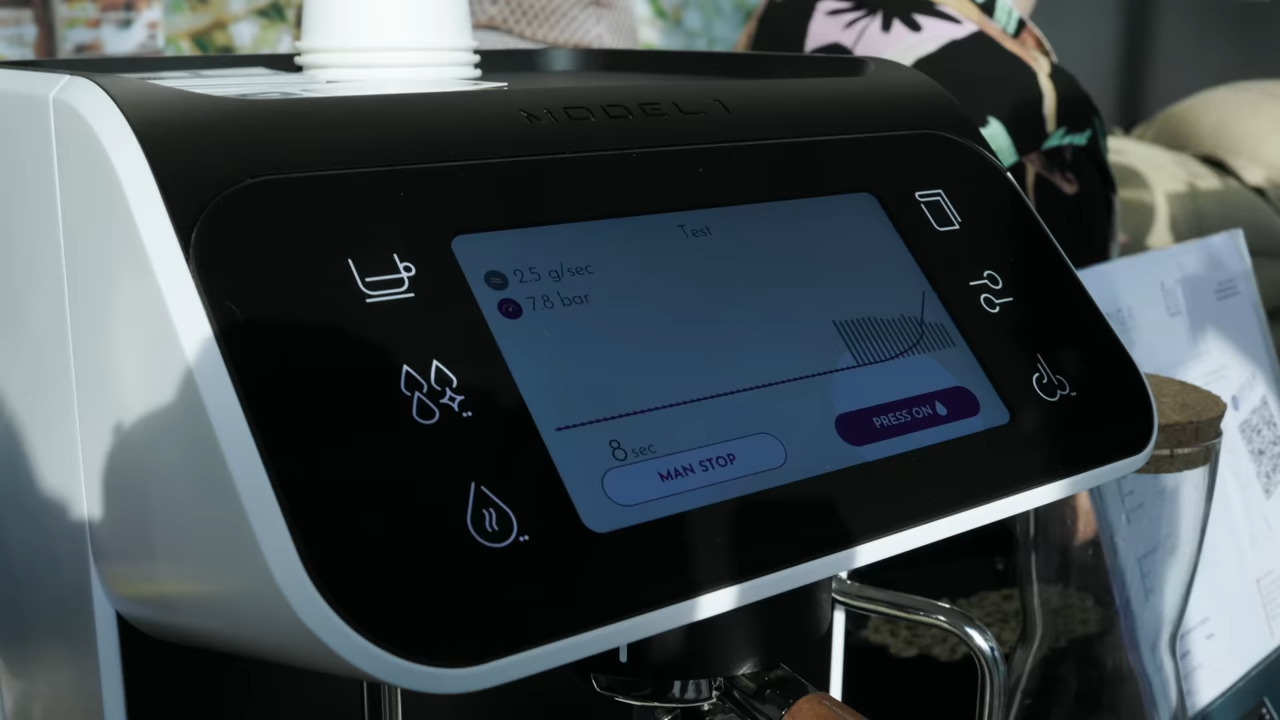 MODEL 1
Test
2.5 g/sec
7.8 bar
8 sec
MAN STOP
PRESS ON